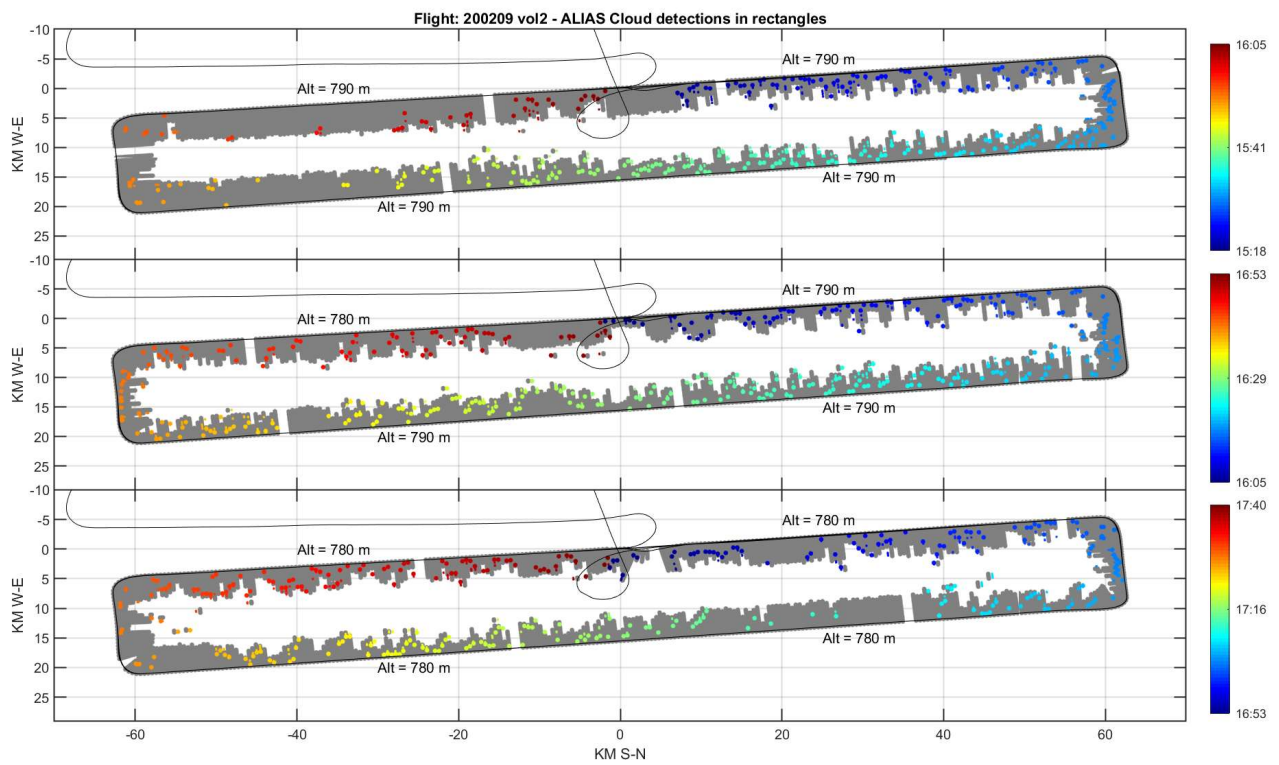 Flight: 200209 vol2 - ALIAS Cloud detections in rectangles
-10
-5
0
5
10
15
20
25
KM W-E
Alt = 790 m
Alt = 790 m
Alt = 790 m
Alt = 790 m
16:05
15:41
15:18
-10
-5
0
5
10
15
20
25
KM W-E
Alt = 780 m
Alt = 790 m
Alt = 790 m
Alt = 790 m
16:53
16:29
16:05
-10
-5
0
5
10
15
20
25
KM W-E
Alt = 780 m
Alt = 780 m
Alt = 780 m
Alt = 780 m
17:40
17:16
16:53
-60
-40
-20
0
20
40
60
KM S-N